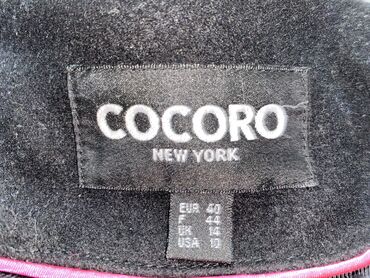 COCORO
NEW YORK
EUR 40
F 44
UK 14
USA 10